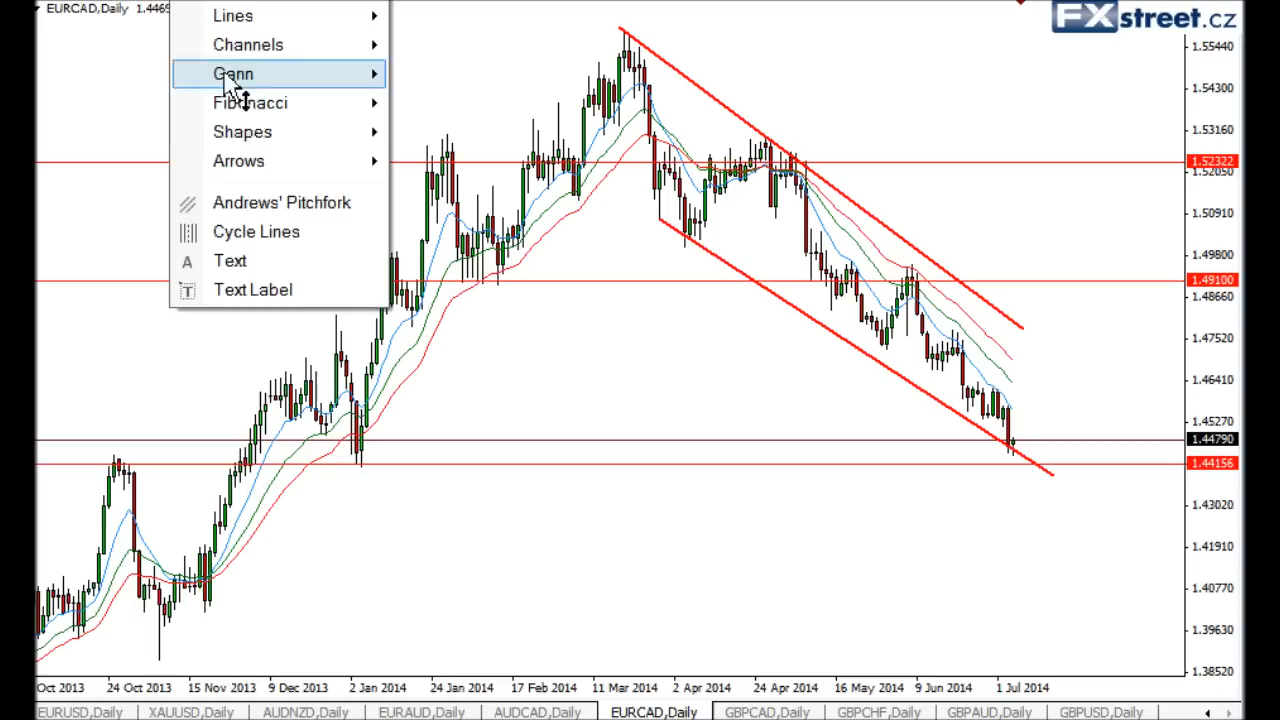 EURCAD,Daily 1.4469
FXstreet.cz
Lines
Channels
Gann
Fibonacci
Shapes
Arrows
Andrews' Pitchfork
Cycle Lines
Text
Text Label
1.55440
1.54300
1.53160
1.52322
1.52051
1.50911
1.49800
1.49100
1.48660
1.47520
1.46410
1.45270
1.44790
1.44156
1.43020
1.41910
1.40770
1.39630
1.38520
Oct 2013
24 Oct 2013
15 Nov 2013
9 Dec 2013
2 Jan 2014
24 Jan 2014
17 Feb 2014
11 Mar 2014
2 Apr 2014
24 Apr 2014
16 May 2014
9 Jun 2014
1 Jul 2014
EURUSD,Daily
XAUUSD,Daily
AUDNZD,Daily
EURAUD,Daily
AUDCAD,Daily
EURCAD,Daily
GBPCAD,Daily
GBPCHF,Daily
GBPAUD,Daily
GBPUSD,Daily